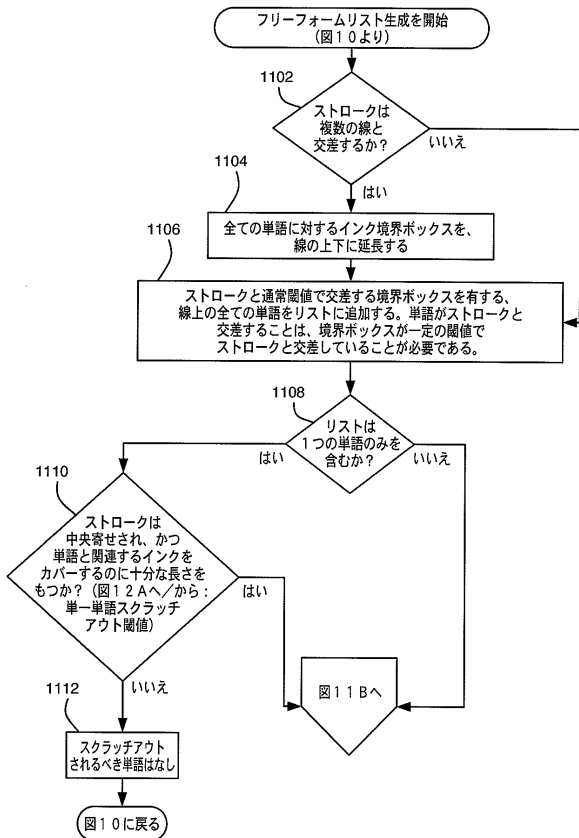 フリーフォームリスト生成を開始
(図10より)
1102
ストロークは
複数の線と
交差するか?
いいえ
はい
1104
全ての単語に対するインク境界ボックスを、
線の上下に延長する
1106
ストロークと通常閾値で交差する境界ボックスを有する、
線上の全ての単語をリストに追加する。単語がストロークと
交差することは、境界ボックスが一定の閾値で
ストロークと交差していることが必要である。
1108
リストは
1つの単語のみを
含むか?
はい
いいえ
1110
ストロークは
中央寄せされ、かつ
単語と関連するインクを
カバーするのに十分な長さを
もつか?(図12Aへ/から:
単一単語スクラッチ
アウト閾値)
はい
いいえ
図11Bへ
1112
スクラッチアウト
されるべき単語はなし
図10に戻る